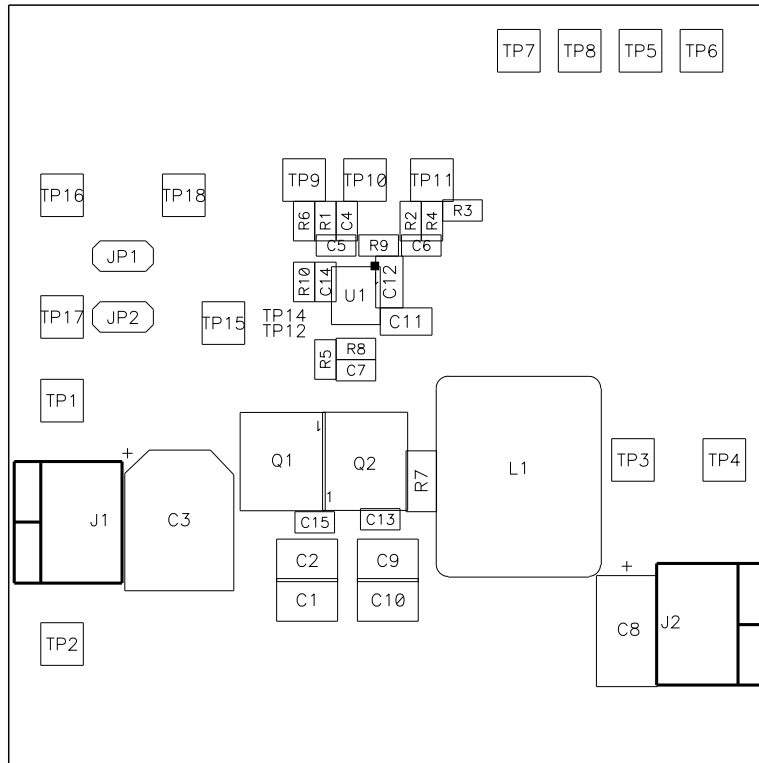 TP7 TP8 TP5 TP6
TP16 TP18 TP9 TP10 TP11
R6 R1 C4 R2 R4 R3
C5 R9 C6
JP1
R10 C14 U1 C12
TP17 JP2 TP15 TP14 C11
TP12
R5 R8
C7
TP1
+ 1
Q1 Q2 R7 L1 TP3 TP4
1
J1 C3 C15 C13
C2 C9
+
C1 C10
TP2 C8 J2